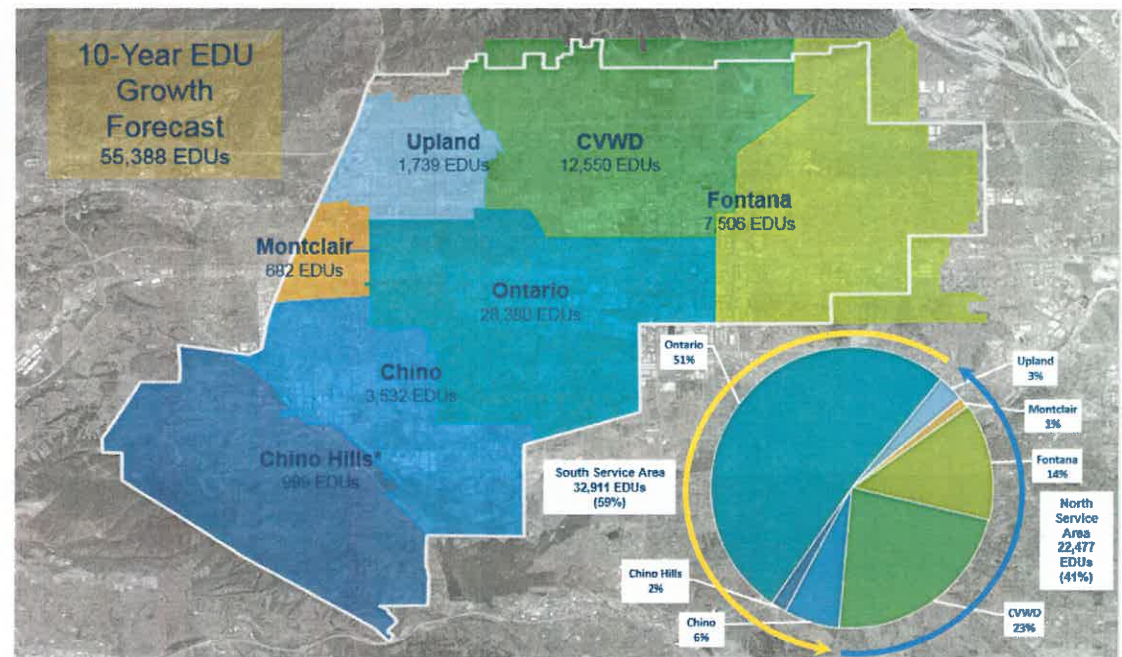 10-Year EDU
Growth
Forecast
55,388 EDUs
Upland
1,739 EDUs
CVWD
12,550 EDUs
Fontana
7,506 EDUs
Montclair
682 EDUs
Ontario
28,380 EDUs
Chino
3,532 EDUs
Chino Hills*
999 EDUs
Ontario
51%
Upland
3%
Montclair
1%
Fontana
14%
South Service Area
32,911 EDUs
(59%)
North
Service
Area
22,477
EDUs
(41%)
Chino Hills
2%
Chino
6%
CVWD
23%